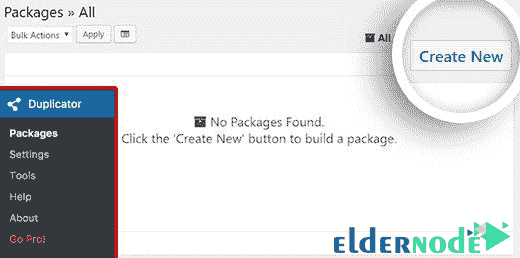 Packages » All
Bulk Actions
Apply
All
Create New
Duplicator
Packages
Settings
Tools
Help
About
Go Pro!
No Packages Found.
Click the 'Create New' button to build a package.
ELDERNODE